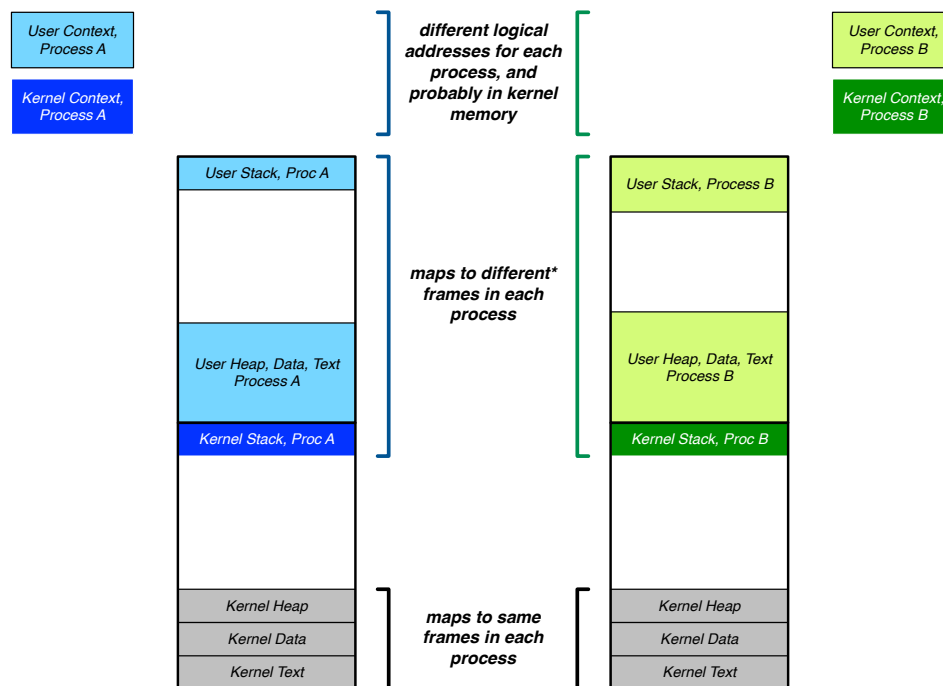 User Context,
Process A
Kernel Context,
Process A
different logical
addresses for each
process, and
probably in kernel
memory
User Context,
Process B
Kernel Context,
Process B
User Stack, Proc A
User Heap, Data, Text
Process A
Kernel Stack, Proc A
maps to different*
frames in each
process
User Stack, Process B
User Heap, Data, Text
Process B
Kernel Stack, Proc B
Kernel Heap
Kernel Data
Kernel Text
maps to same
frames in each
process
Kernel Heap
Kernel Data
Kernel Text